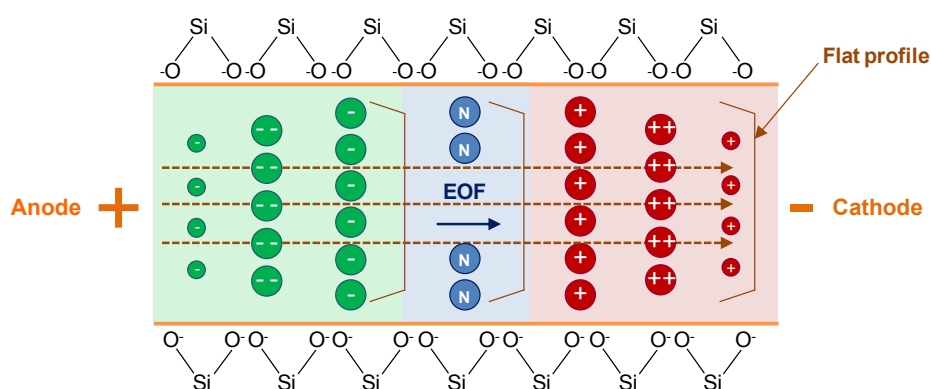 Si Si Si Si Si Si Si
-O -O -O -O -O -O -O -O -O -O -O -O -O -O
Flat profile
- -- - N + ++ +
- -- - N + ++ +
- -- - EOF + ++ +
Anode + - Cathode
- -- - N + ++ +
-- - N + ++
O- O- O- O- O- O- O- O- O- O- O- O- O- O-
Si Si Si Si Si Si Si